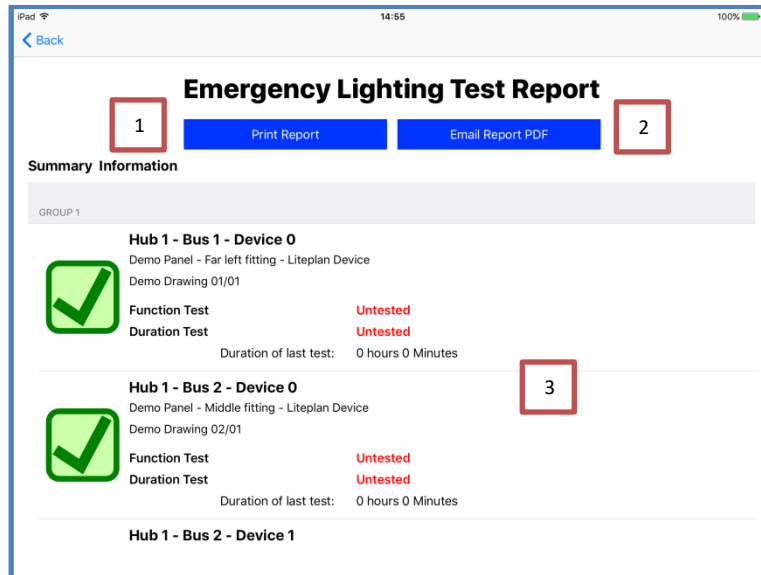 iPad 14:55 100%
Back
Emergency Lighting Test Report
1 Print Report Email Report PDF 2
Summary Information
GROUP 1
Hub 1 - Bus 1 - Device 0
Demo Panel - Far left fitting - Liteplan Device
Demo Drawing 01/01
Function Test Untested
Duration Test Untested
Duration of last test: 0 hours 0 Minutes
Hub 1 - Bus 2 - Device 0
3
Demo Panel - Middle fitting - Liteplan Device
Demo Drawing 02/01
Function Test Untested
Duration Test Untested
Duration of last test: 0 hours 0 Minutes
Hub 1 - Bus 2 - Device 1